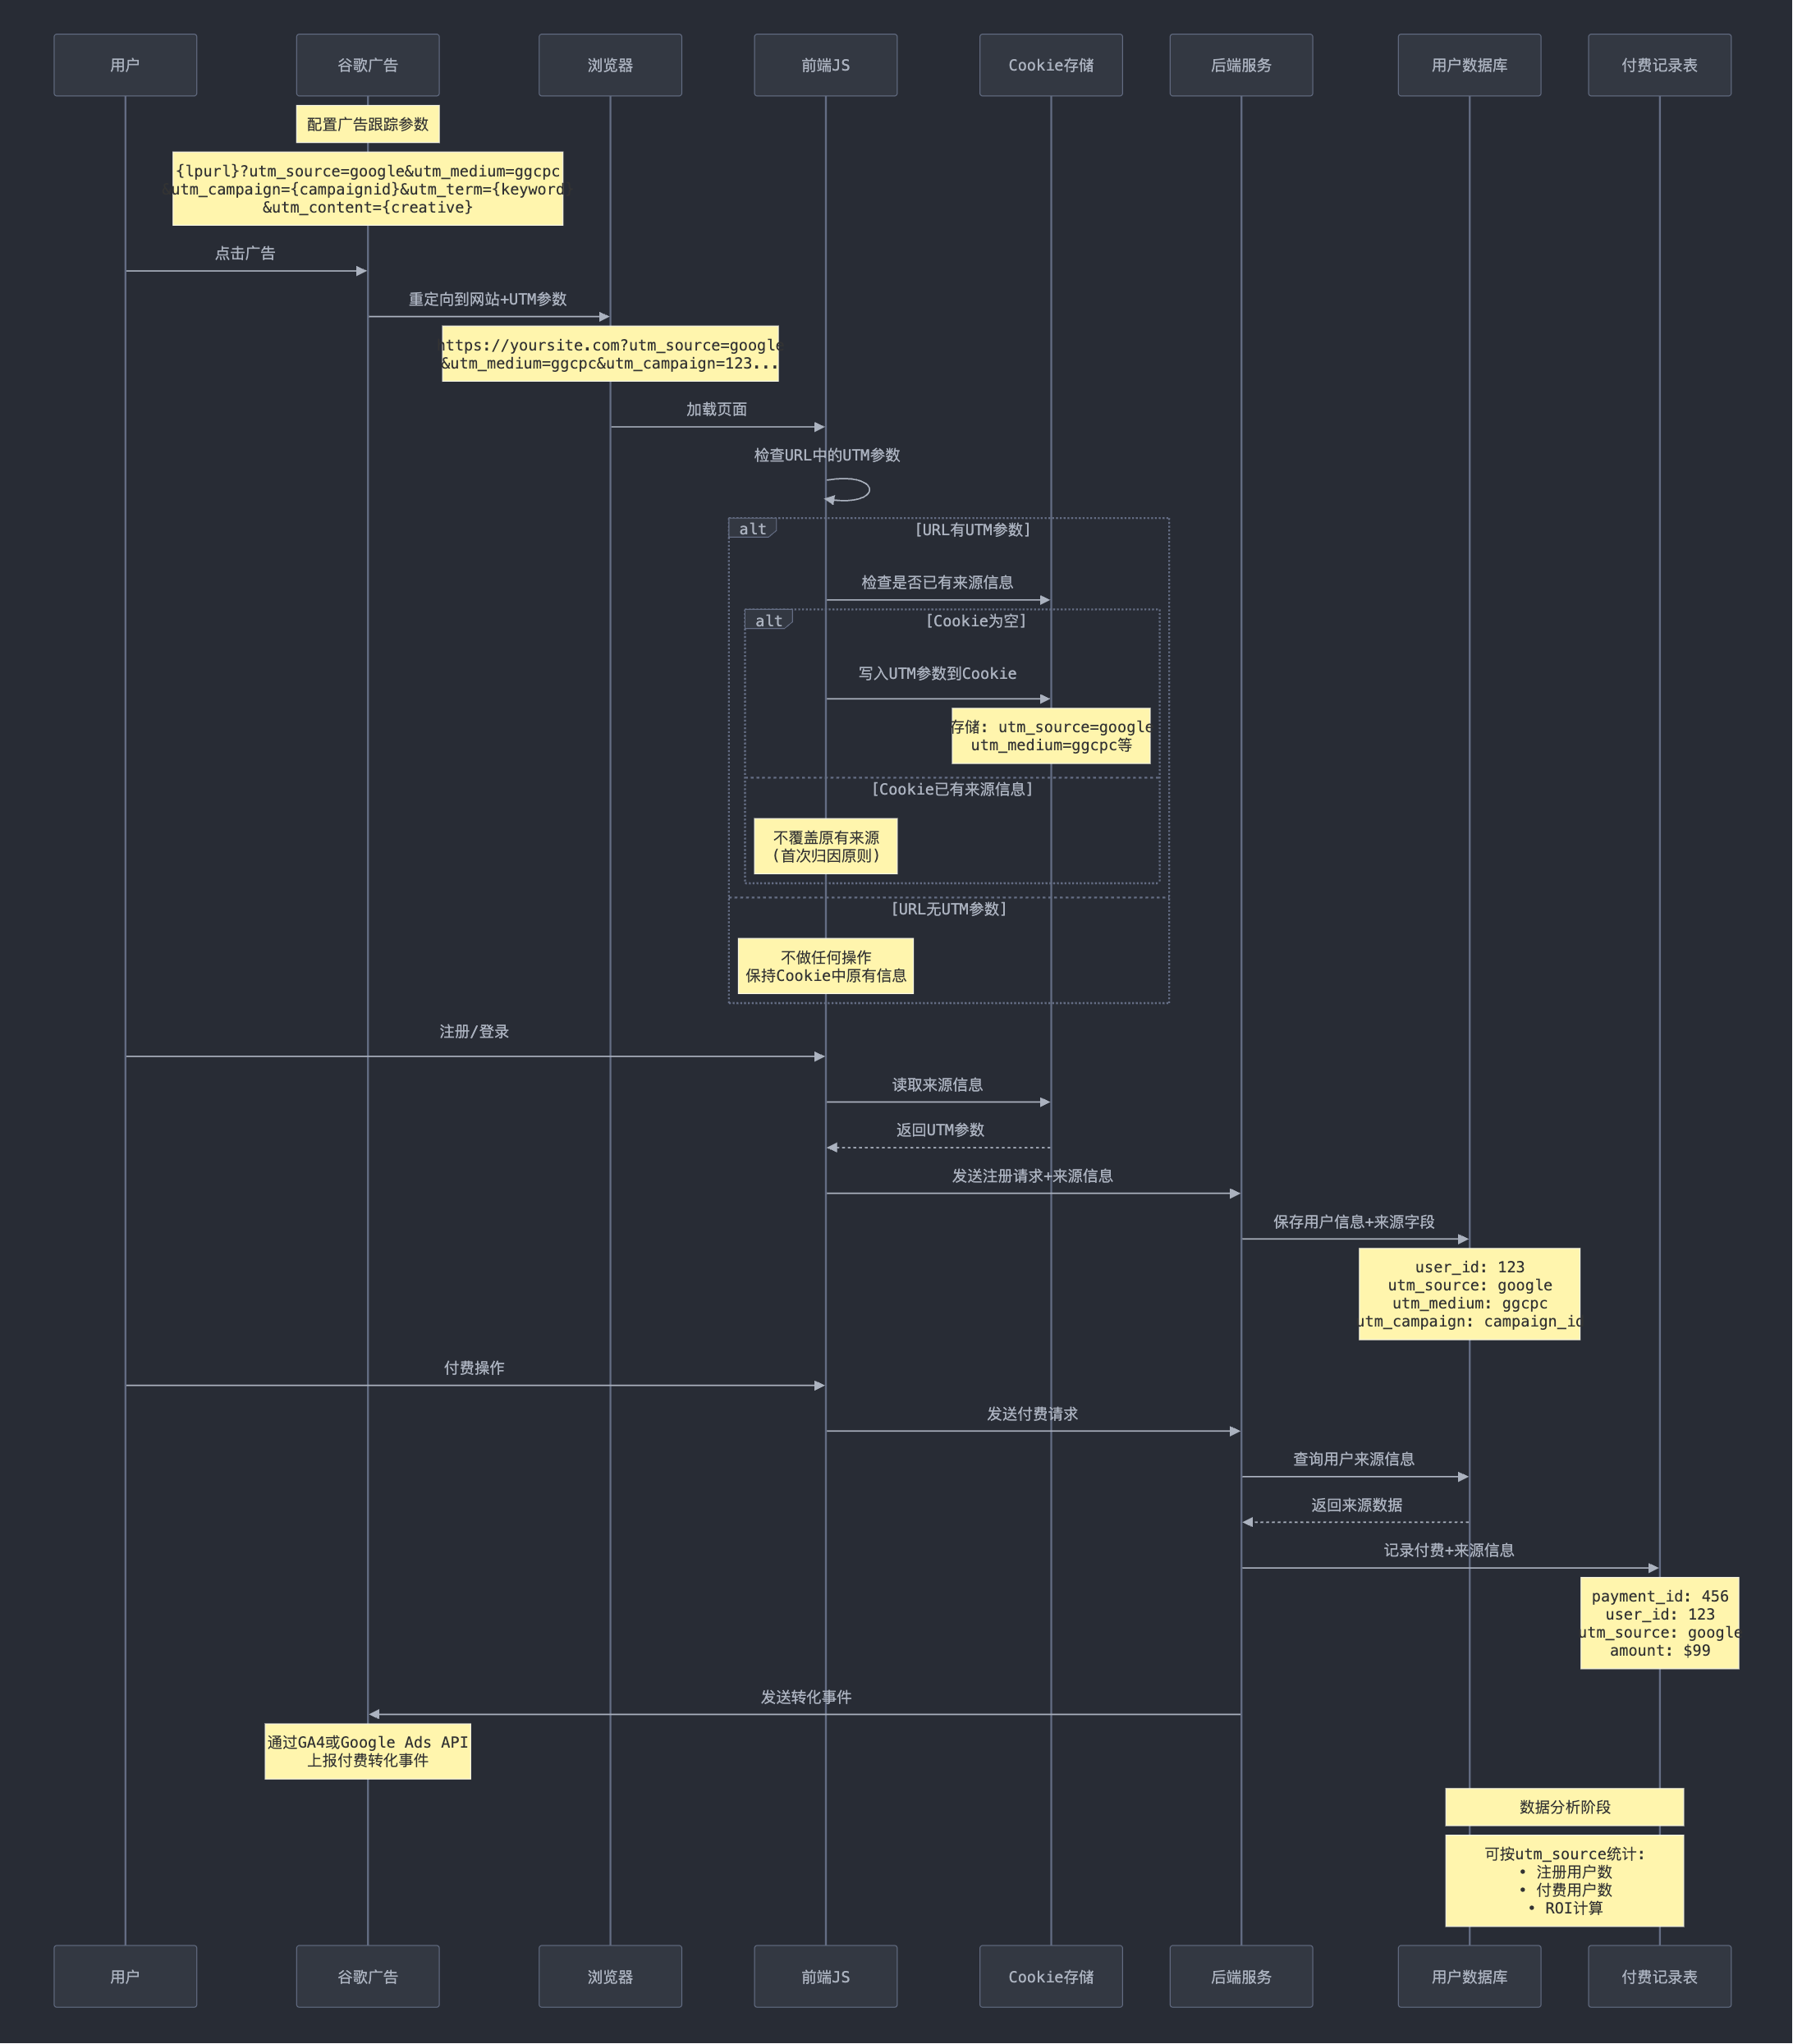 用户
谷歌广告
浏览器
前端JS
Cookie存储
后端服务
用户数据库
付费记录表
配置广告跟踪参数
{lpurl}?utm_source=google&utm_medium=ggcpc
&utm_campaign={campaignid}&utm_term={keyword}
&utm_content={creative}
点击广告
重定向到网站+UTM参数
https://yoursite.com?utm_source=google
&utm_medium=ggcpc&utm_campaign=123...
加载页面
检查URL中的UTM参数
alt
[URL有UTM参数]
检查是否已有来源信息
alt
[Cookie为空]
写入UTM参数到Cookie
存储: utm_source=google
utm_medium=ggcpc等
[Cookie已有来源信息]
不覆盖原有来源
(首次归因原则)
[URL无UTM参数]
不做任何操作
保持Cookie中原有信息
注册/登录
读取来源信息
返回UTM参数
发送注册请求+来源信息
保存用户信息+来源字段
user_id: 123
utm_source: google
utm_medium: ggcpc
utm_campaign: campaign_id
付费操作
发送付费请求
查询用户来源信息
返回来源数据
记录付费+来源信息
payment_id: 456
user_id: 123
utm_source: google
amount: $99
发送转化事件
通过GA4或Google Ads API
上报付费转化事件
数据分析阶段
可按utm_source统计:
• 注册用户数
• 付费用户数
• ROI计算
用户
谷歌广告
浏览器
前端JS
Cookie存储
后端服务
用户数据库
付费记录表